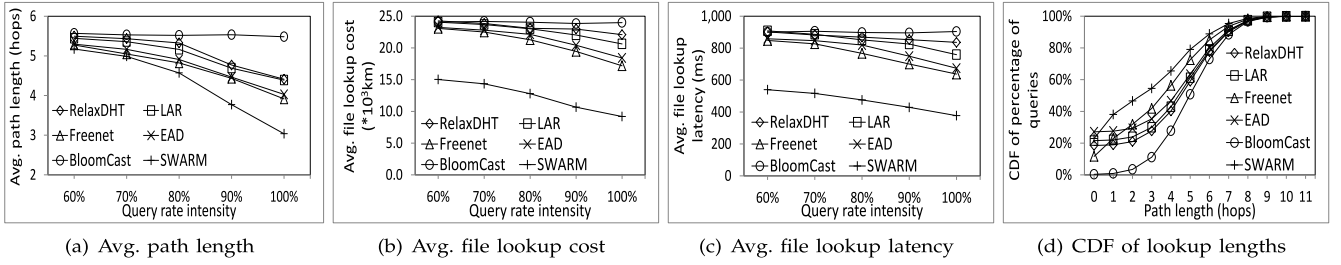 Avg. path length (hops)
6
5
4
3
2
RelaxDHT
LAR
Freenet
EAD
BloomCast
SWARM
60%
70%
80%
90%
100%
Query rate intensity
(a) Avg. path length
Avg. file lookup cost
(*10³km)
25.0
20.0
15.0
10.0
5.0
0.0
RelaxDHT
LAR
Freenet
EAD
BloomCast
SWARM
60%
70%
80%
90%
100%
Query rate intensity
(b) Avg. file lookup cost
Avg. file lookup
latency (ms)
1,000
800
600
400
200
0
RelaxDHT
LAR
Freenet
EAD
BloomCast
SWARM
60%
70%
80%
90%
100%
Query rate intensity
(c) Avg. file lookup latency
CDF of percentage of
queries
100%
80%
60%
40%
20%
0%
RelaxDHT
LAR
Freenet
EAD
BloomCast
SWARM
0 1 2 3 4 5 6 7 8 9 10 11
Path length (hops)
(d) CDF of lookup lengths